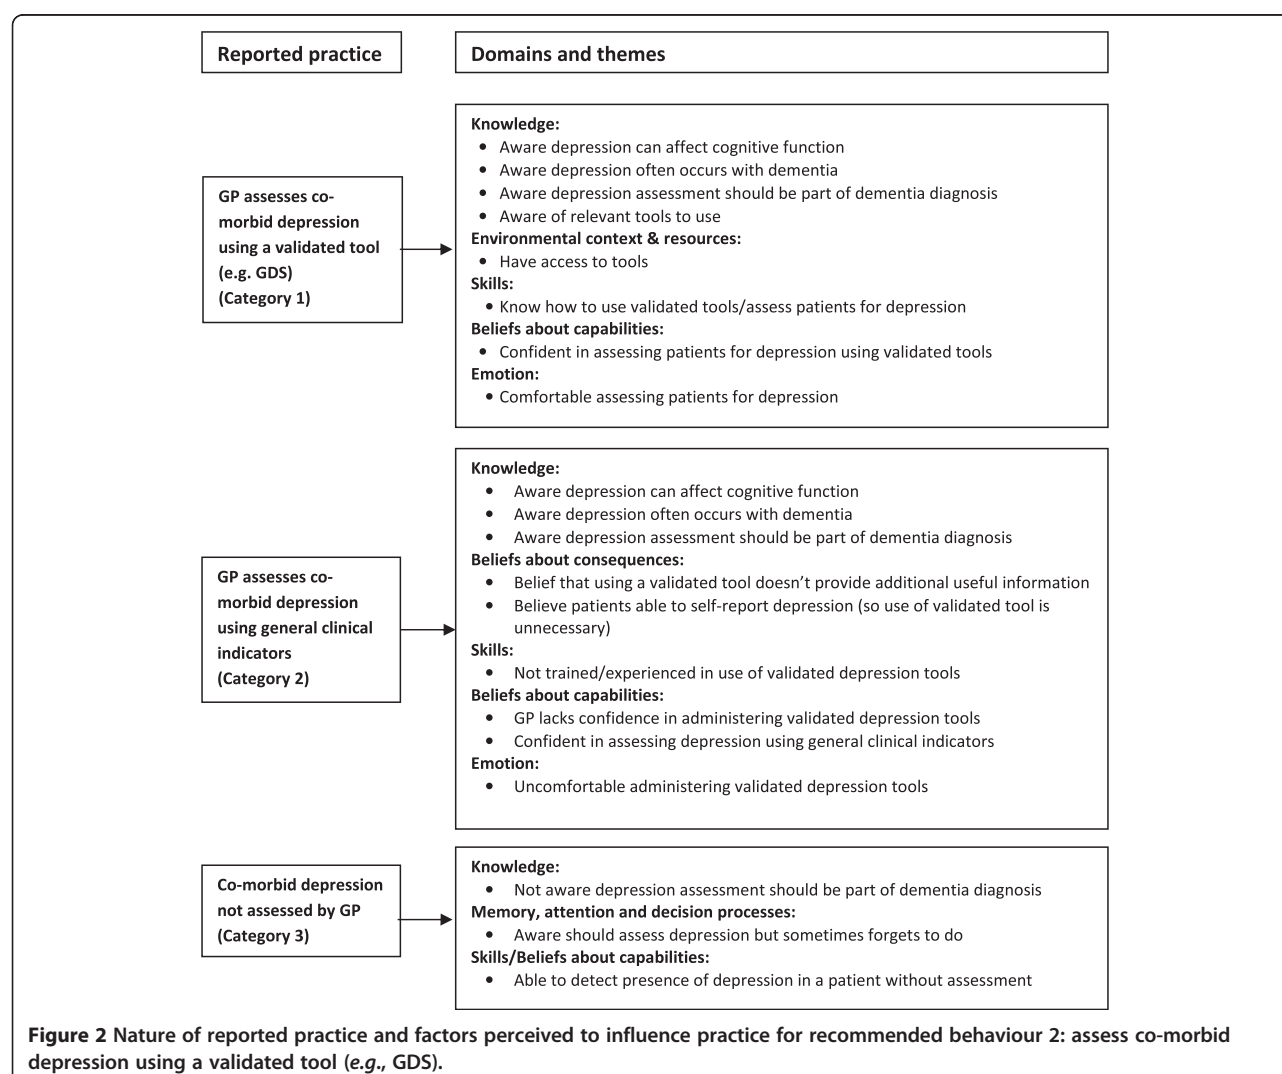 Reported practice
Domains and themes
GP assesses co-
morbid depression
using a validated tool
(e.g. GDS)
(Category 1)
Knowledge:
• Aware depression can affect cognitive function
• Aware depression often occurs with dementia
• Aware depression assessment should be part of dementia diagnosis
• Aware of relevant tools to use
Environmental context & resources:
• Have access to tools
Skills:
• Know how to use validated tools/assess patients for depression
Beliefs about capabilities:
• Confident in assessing patients for depression using validated tools
Emotion:
• Comfortable assessing patients for depression
GP assesses co-
morbid depression
using general clinical
indicators
(Category 2)
Knowledge:
• Aware depression can affect cognitive function
• Aware depression often occurs with dementia
• Aware depression assessment should be part of dementia diagnosis
Beliefs about consequences:
• Belief that using a validated tool doesn’t provide additional useful information
• Believe patients able to self-report depression (so use of validated tool is
unnecessary)
Skills:
• Not trained/experienced in use of validated depression tools
Beliefs about capabilities:
• GP lacks confidence in administering validated depression tools
• Confident in assessing depression using general clinical indicators
Emotion:
• Uncomfortable administering validated depression tools
Co-morbid depression
not assessed by GP
(Category 3)
Knowledge:
• Not aware depression assessment should be part of dementia diagnosis
Memory, attention and decision processes:
• Aware should assess depression but sometimes forgets to do
Skills/Beliefs about capabilities:
• Able to detect presence of depression in a patient without assessment
Figure 2 Nature of reported practice and factors perceived to influence practice for recommended behaviour 2: assess co-morbid
depression using a validated tool (e.g., GDS).